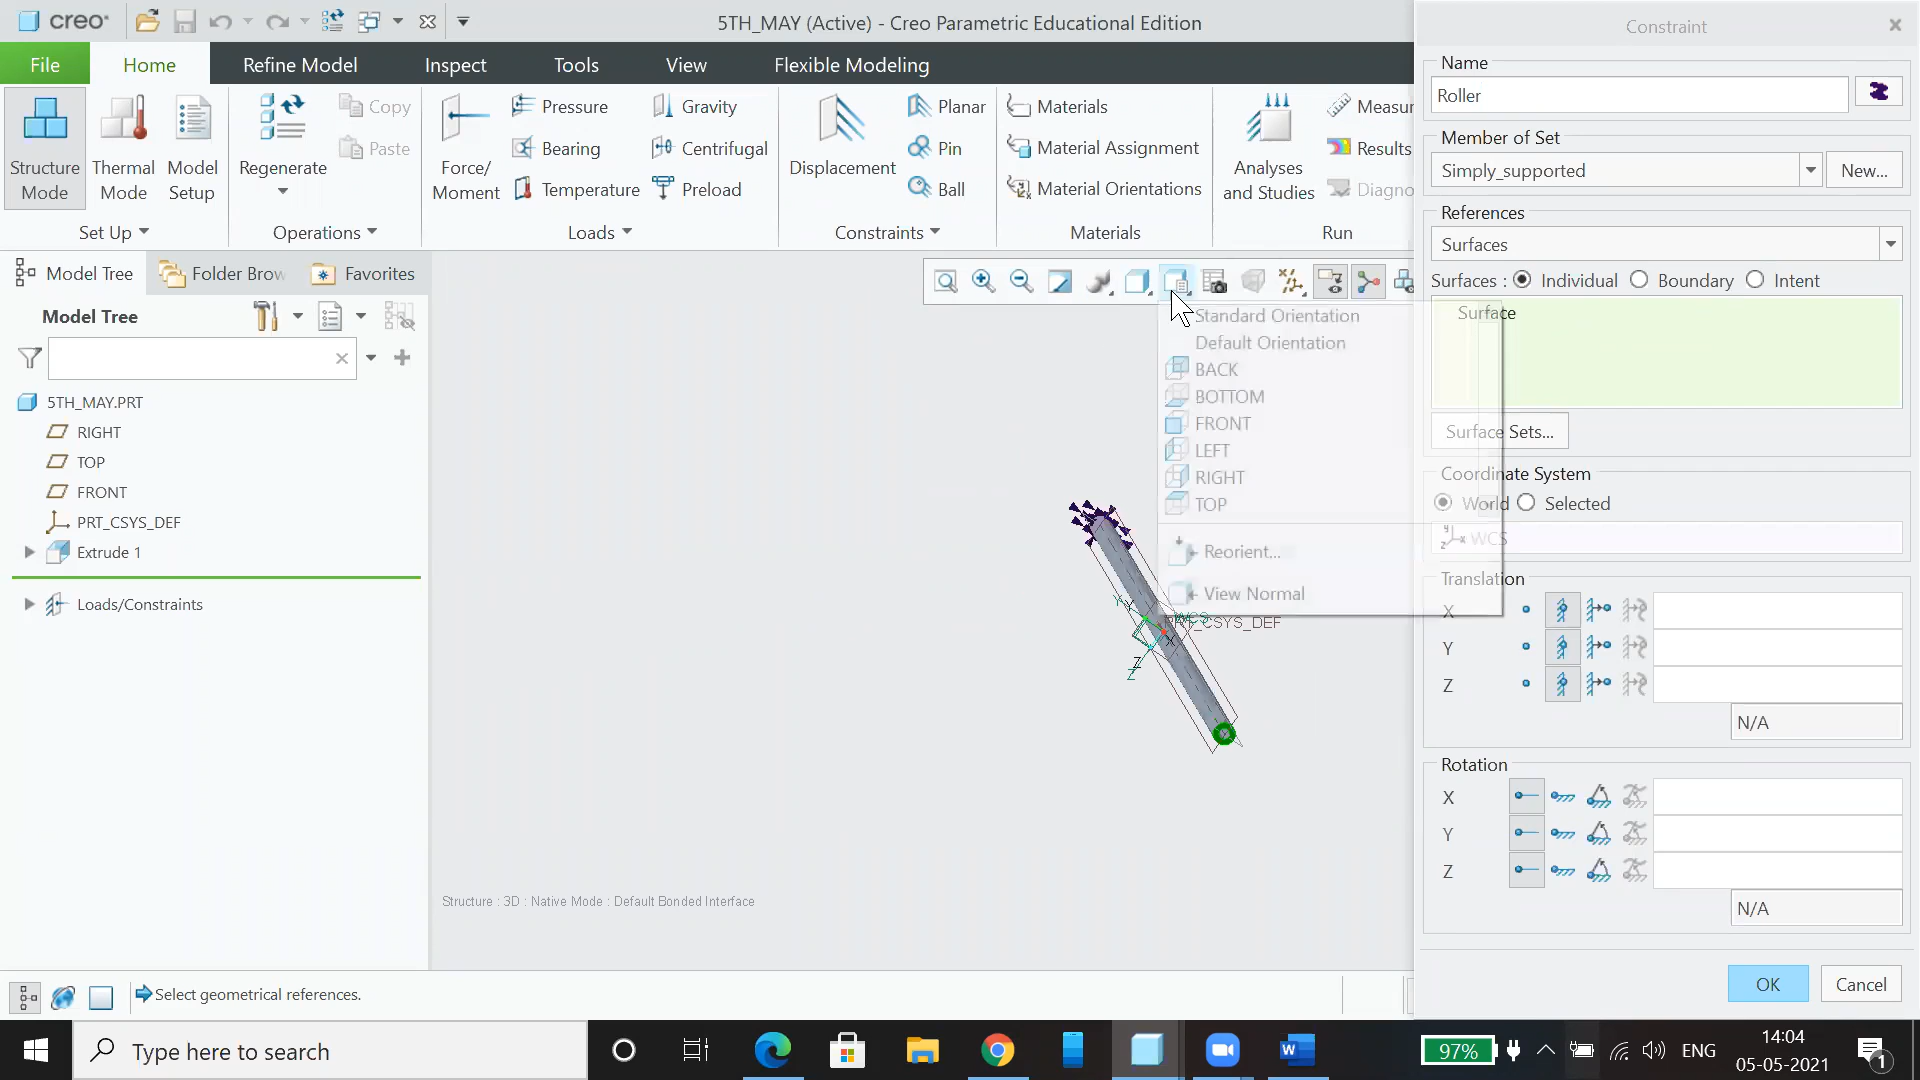 creo
5TH_MAY (Active) - Creo Parametric Educational Edition
File
Home
Refine Model
Inspect
Tools
View
Flexible Modeling
Structure Mode
Thermal Mode
Model Setup
Set Up
Regenerate
Copy
Paste
Operations
Force/ Moment
Pressure
Bearing
Temperature
Gravity
Centrifugal
Preload
Loads
Displacement
Planar
Pin
Ball
Constraints
Materials
Material Assignment
Material Orientations
Materials
Analyses and Studies
Measur
Results
Diagno
Run
Model Tree
Folder Brow
Favorites
Model Tree
5TH_MAY.PRT
RIGHT
TOP
FRONT
PRT_CSYS_DEF
Extrude 1
Loads/Constraints
Standard Orientation
Default Orientation
BACK
BOTTOM
FRONT
LEFT
RIGHT
TOP
Reorient...
View Normal
WCS
PRT_CSYS_DEF
Y
Y
X
Z
Z
Structure : 3D : Native Mode : Default Bonded Interface
Select geometrical references.
Constraint
Name
Roller
Member of Set
Simply_supported
New...
References
Surfaces
Surfaces :
Individual
Boundary
Intent
Surface
Surface Sets...
Coordinate System
World
Selected
WCS
Translation
X
Y
Z
N/A
Rotation
X
Y
Z
N/A
OK
Cancel
Type here to search
97%
ENG
14:04
05-05-2021
1